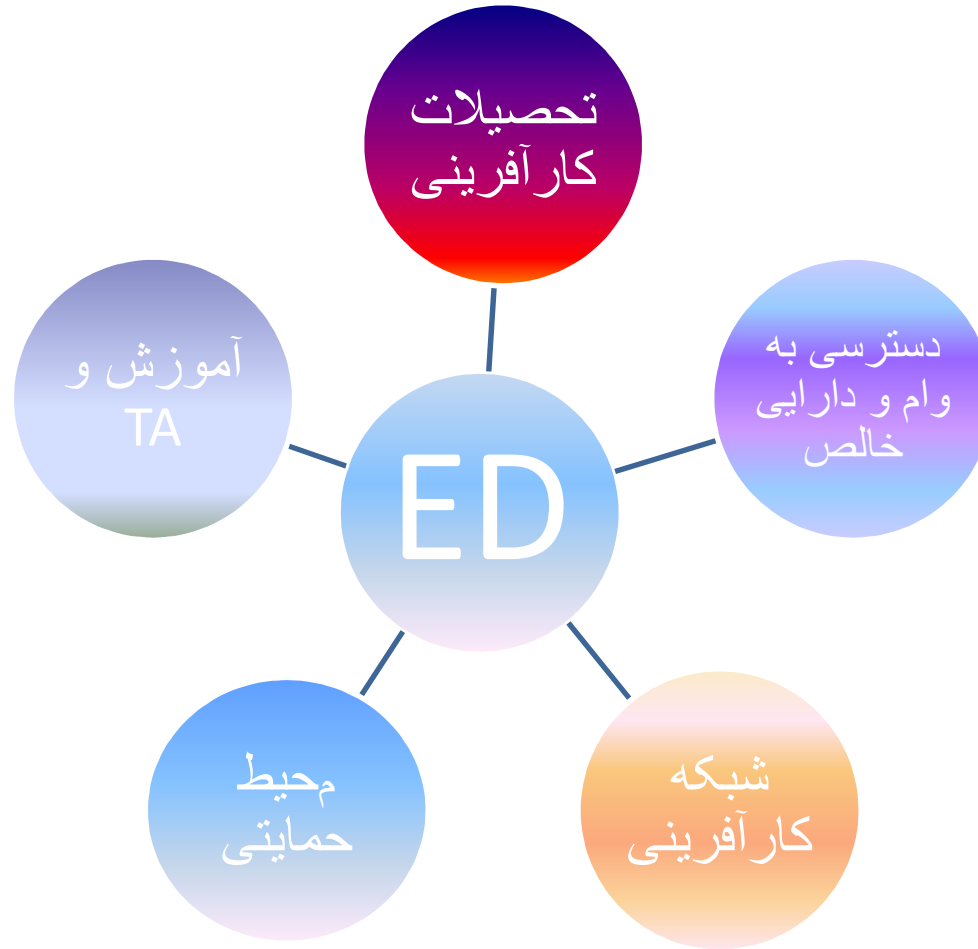 تحصیلات
کارآفرینی
دسترسی به
وام و دارایی
خالص
آموزش و
TA
ED
شبکه
کارآفرینی
محیط
حمایتی